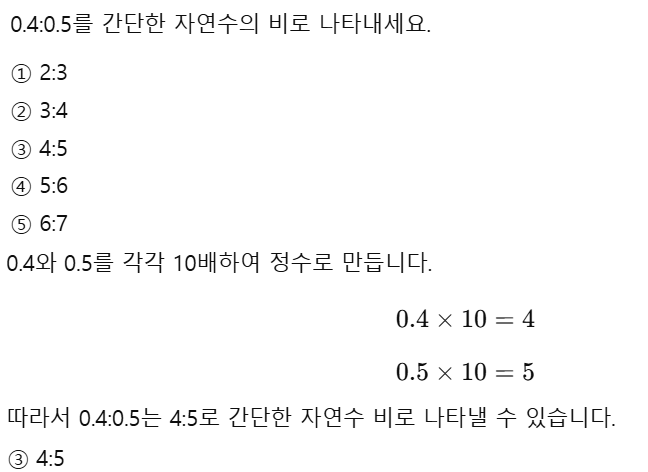 0.4:0.5를 간단한 자연수의 비로 나타내세요.
① 2:3
② 3:4
③ 4:5
④ 5:6
⑤ 6:7
0.4와 0.5를 각각 10배하여 정수로 만듭니다.
0.4 × 10 = 4
0.5 × 10 = 5
따라서 0.4:0.5는 4:5로 간단한 자연수 비로 나타낼 수 있습니다.
③ 4:5